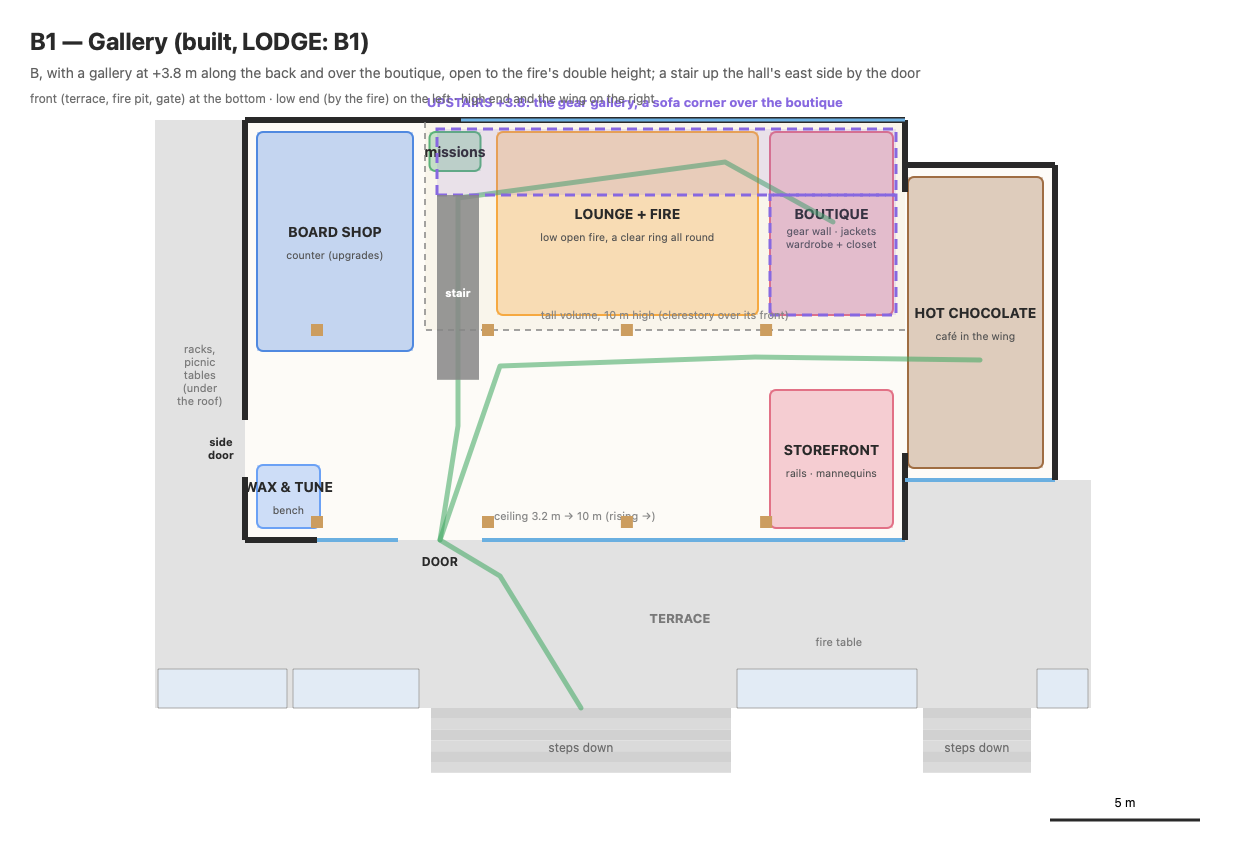 B1 — Gallery (built, LODGE: B1)
B, with a gallery at +3.8 m along the back and over the boutique, open to the fire's double height; a stair up the hall's east side by the door
front (terrace, fire pit, gate) at the bottom · low end (by the fire) on the left · high end and the wing on the right
UPSTAIRS +3.8: the gear gallery, a sofa corner over the boutique
missions
BOARD SHOP
counter (upgrades)
LOUNGE + FIRE
low open fire, a clear ring all round
BOUTIQUE
gear wall · jackets
wardrobe + closet
stair
tall volume, 10 m high (clerestory over its front)
HOT CHOCOLATE
café in the wing
racks,
picnic
tables
(under
the roof)
side
door
WAX & TUNE
bench
STOREFRONT
rails · mannequins
ceiling 3.2 m → 10 m (rising →)
DOOR
TERRACE
fire table
steps down
steps down
5 m